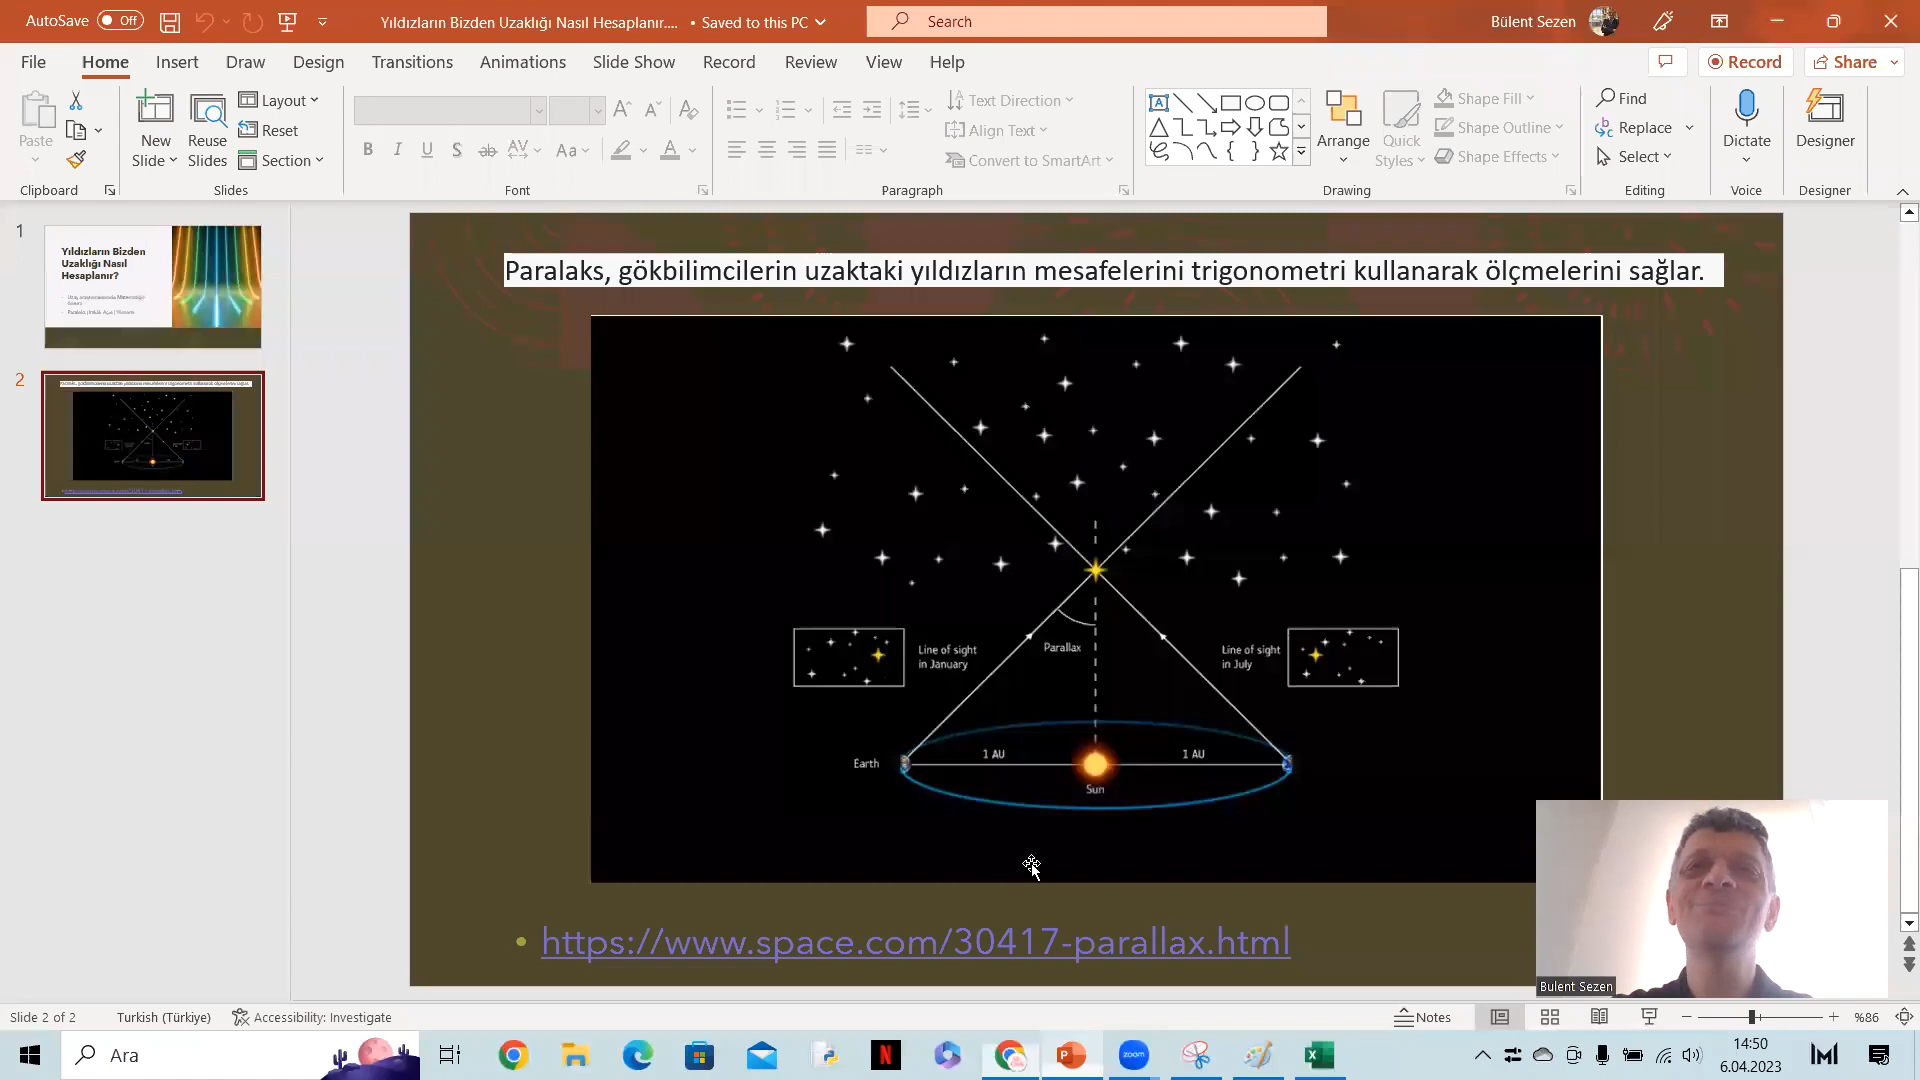 AutoSave Off
Yıldızların Bizden Uzaklığı Nasıl Hesaplanır.... • Saved to this PC
Search
Bülent Sezen
File Home Insert Draw Design Transitions Animations Slide Show Record Review View Help
Record
Share
Paste
Clipboard
New Slide
Reuse Slides
Layout
Reset
Section
Slides
B I U S ab AV Aa A
Font
Text Direction
Align Text
Convert to SmartArt
Paragraph
Arrange
Quick Styles
Shape Fill
Shape Outline
Shape Effects
Drawing
Find
Replace
Select
Editing
Dictate
Voice
Designer
Designer
1
Yıldızların Bizden
Uzaklığı Nasıl
Hesaplanır?
2
Paralaks, gökbilimcilerin uzaktaki yıldızların mesafelerini trigonometri kullanarak ölçmelerini sağlar.
Line of sight
in January
Parallax
Line of sight
in July
Earth
1 AU
1 AU
Sun
• https://www.space.com/30417-parallax.html
Bulent Sezen
Slide 2 of 2
Turkish (Türkiye)
Accessibility: Investigate
Notes
%86
Ara
zoom
14:50
6.04.2023